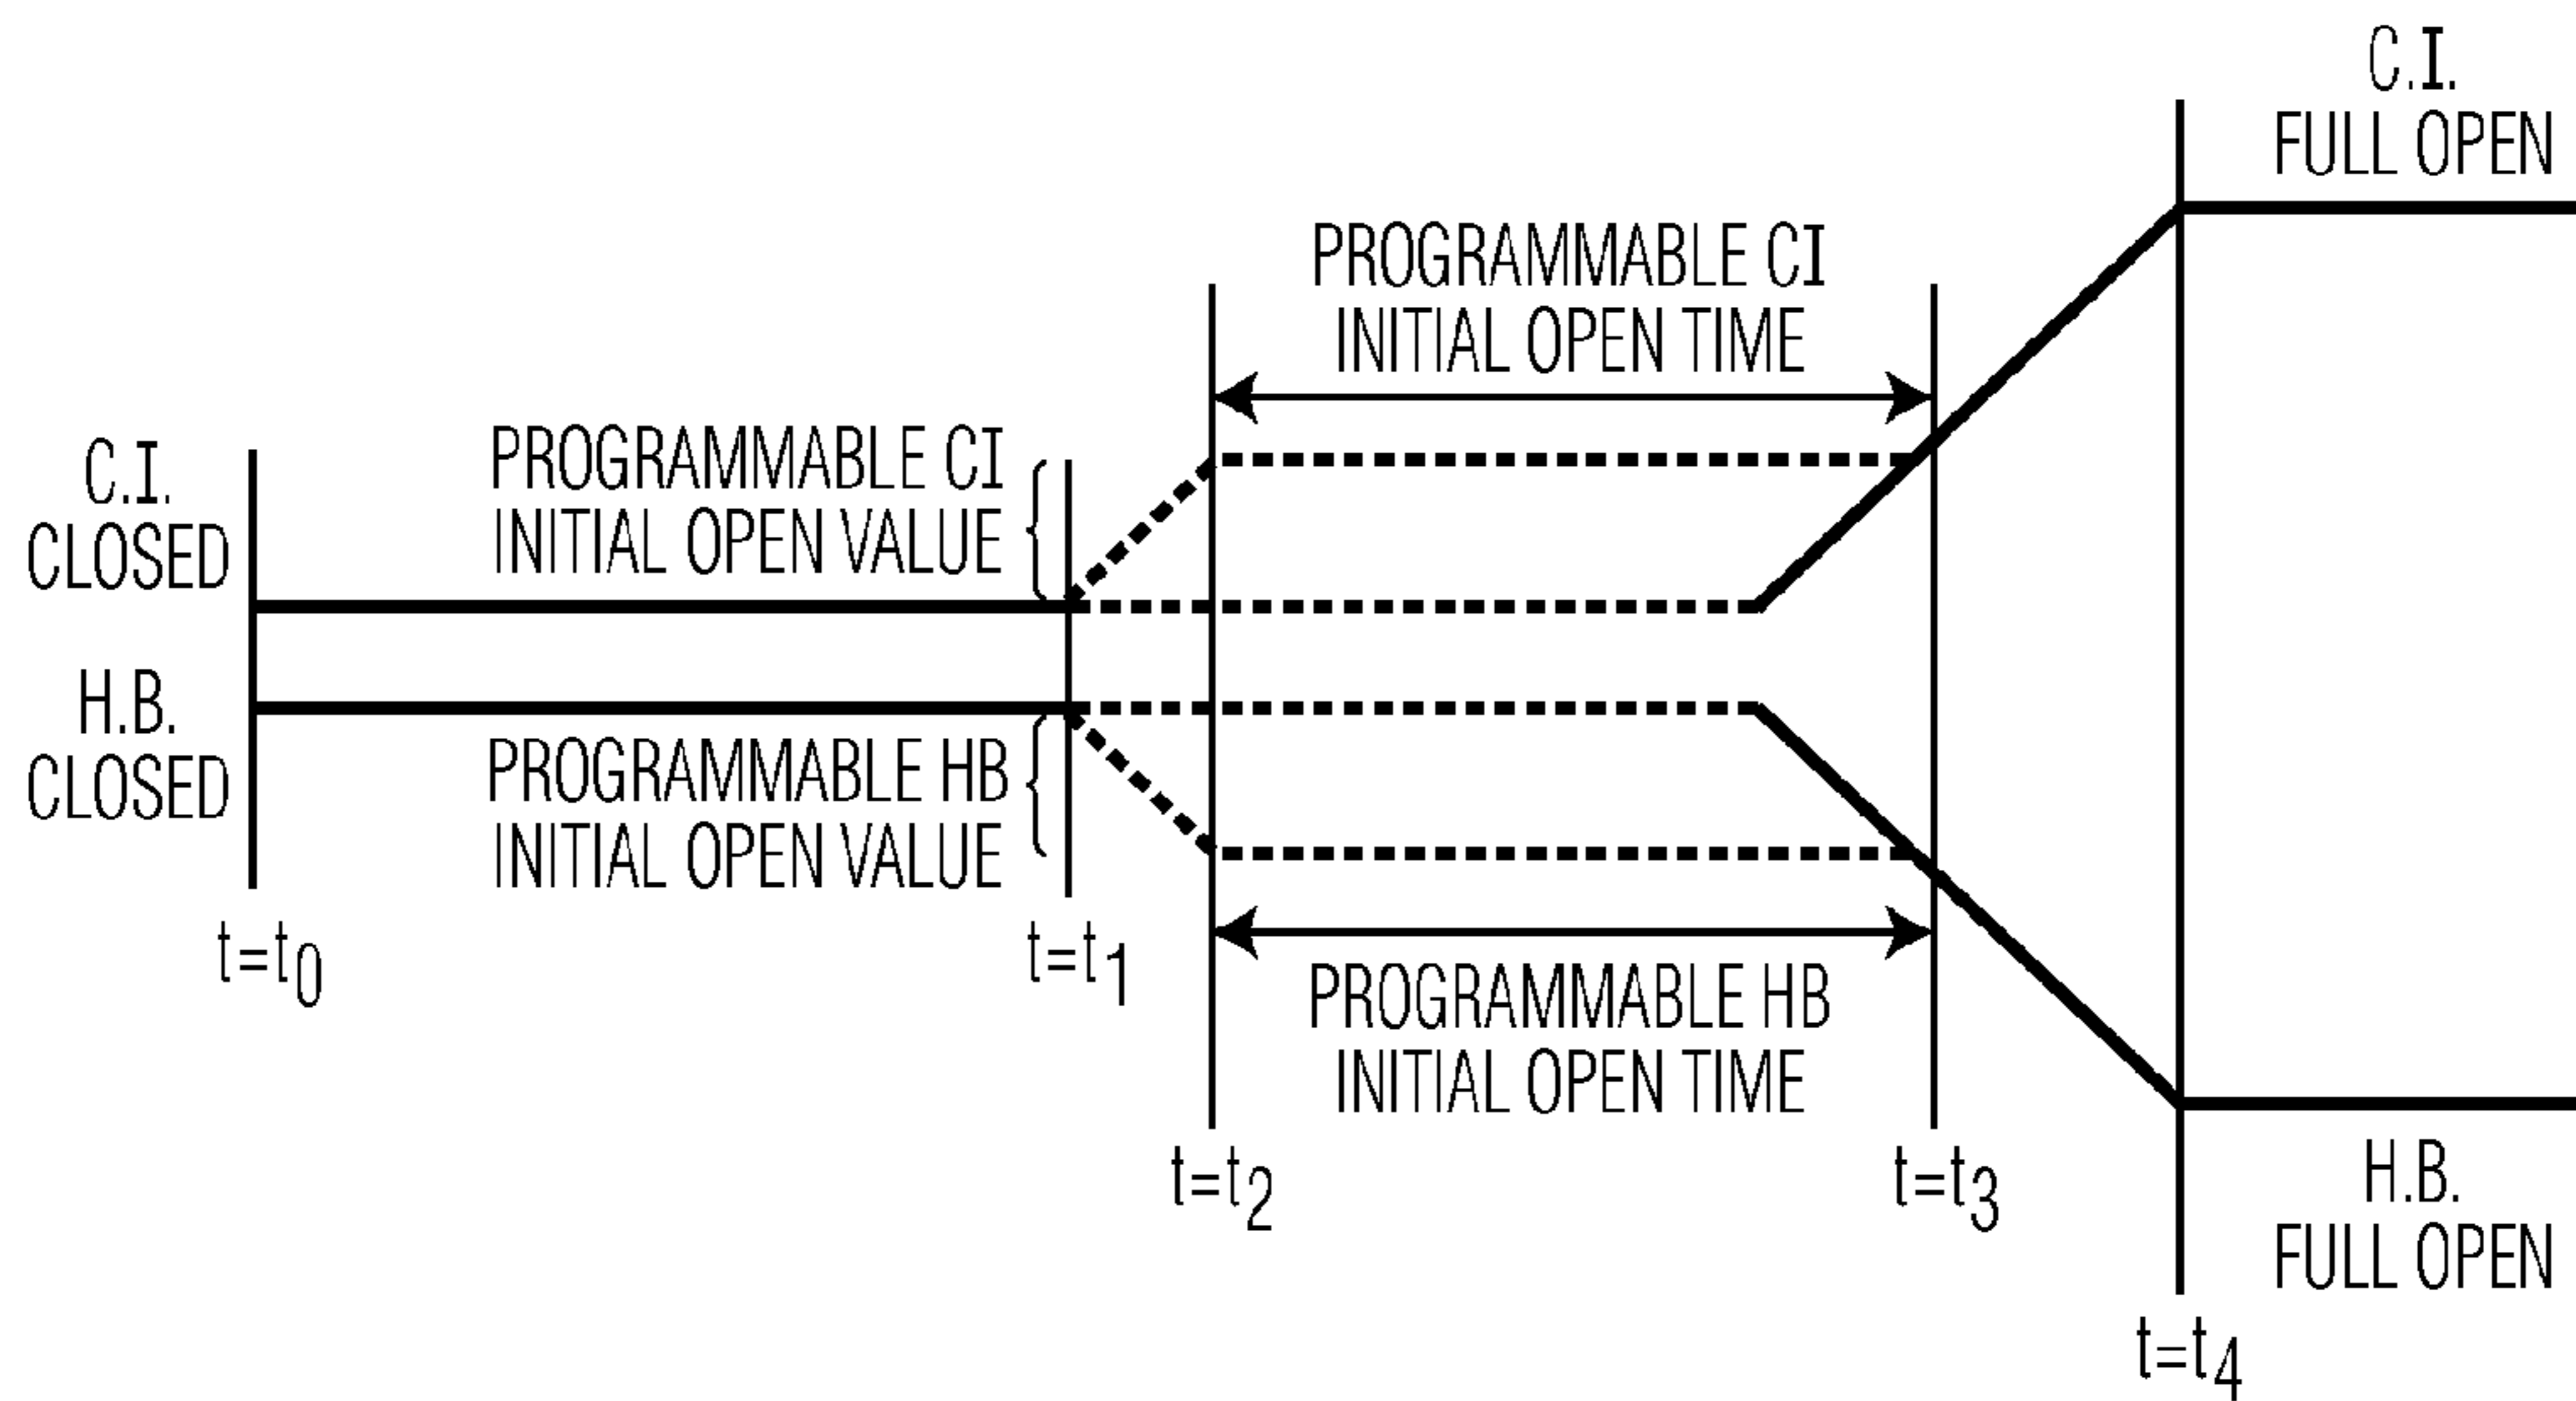 C.I.
FULL OPEN
PROGRAMMABLE CI
INITIAL OPEN TIME
C.I.
CLOSED
PROGRAMMABLE CI
INITIAL OPEN VALUE
H.B.
CLOSED
PROGRAMMABLE HB
INITIAL OPEN VALUE
t=t0
t=t1
PROGRAMMABLE HB
INITIAL OPEN TIME
t=t2
t=t3
H.B.
FULL OPEN
t=t4